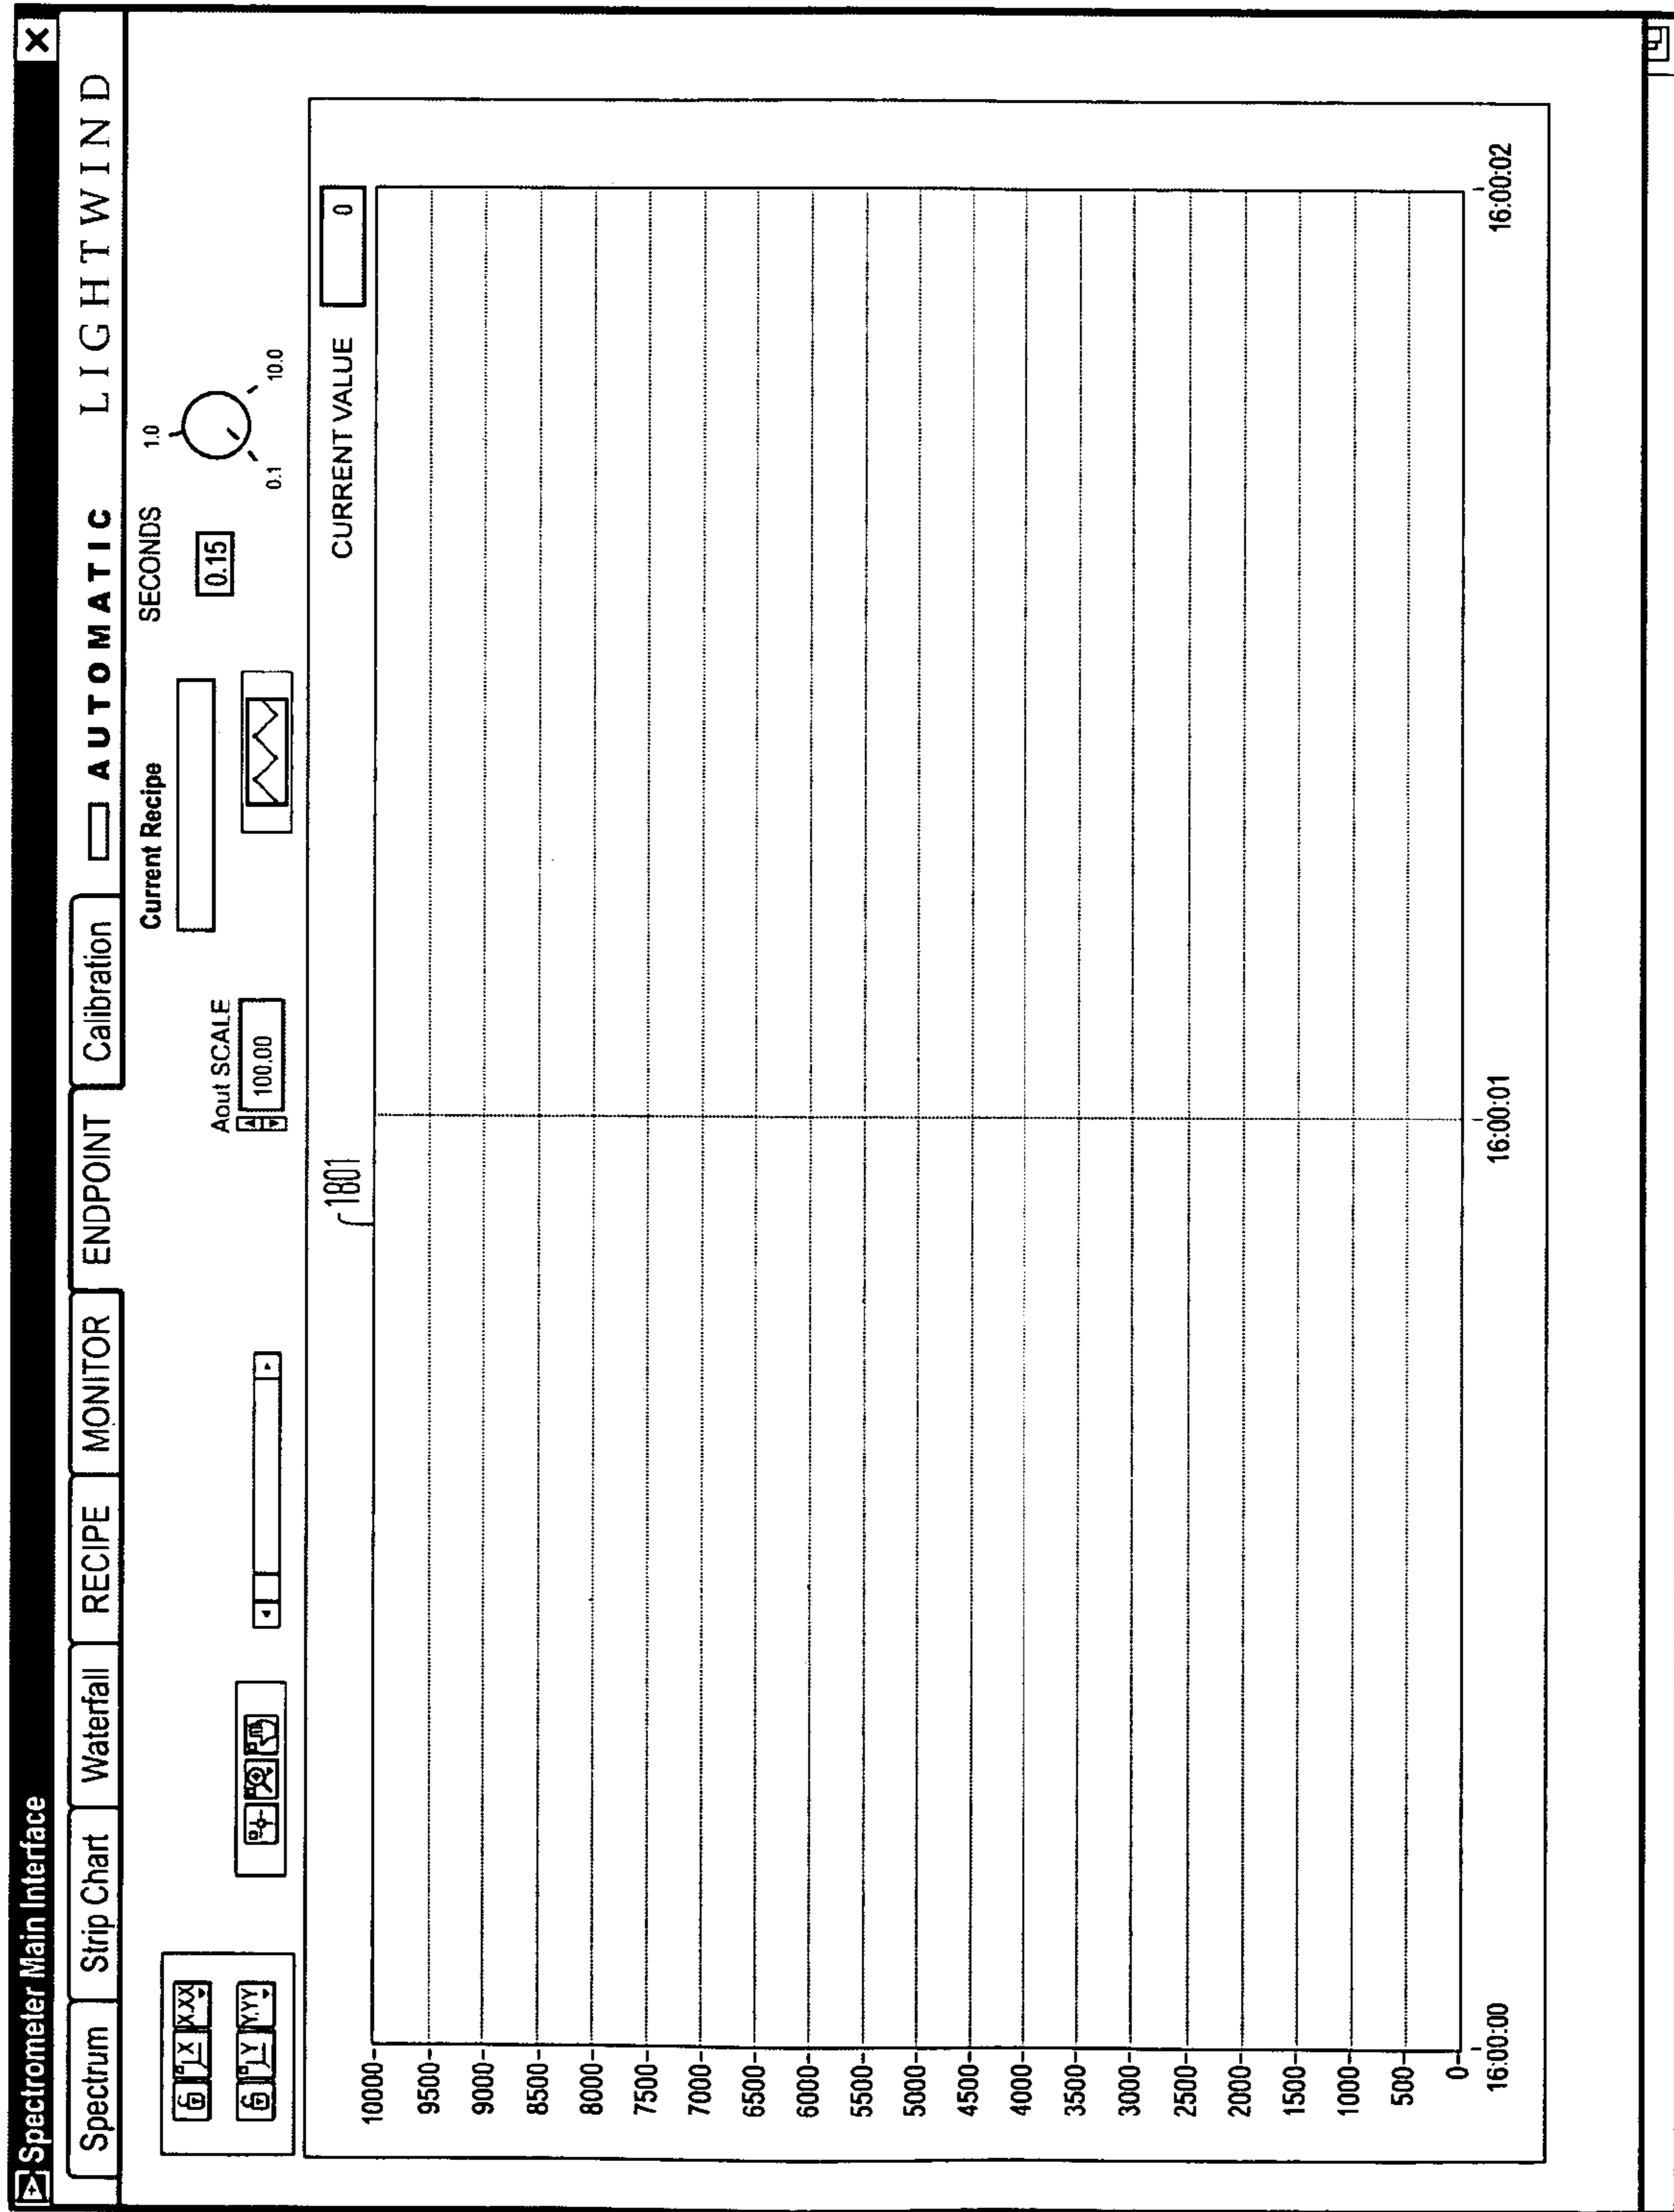 Spectrometer Main Interface
X
Spectrum
Strip Chart
Waterfall
RECIPE
MONITOR
ENDPOINT
Calibration
AUTOMATIC
LIGHTWIND
X
X.XX
Y
Y.YY
Aout SCALE
100.00
Current Recipe
SECONDS
0.15
0.1
1.0
10.0
1801
CURRENT VALUE
0
10000
9500
9000
8500
8000
7500
7000
6500
6000
5500
5000
4500
4000
3500
3000
2500
2000
1500
1000
500
0
16:00:00
16:00:01
16:00:02